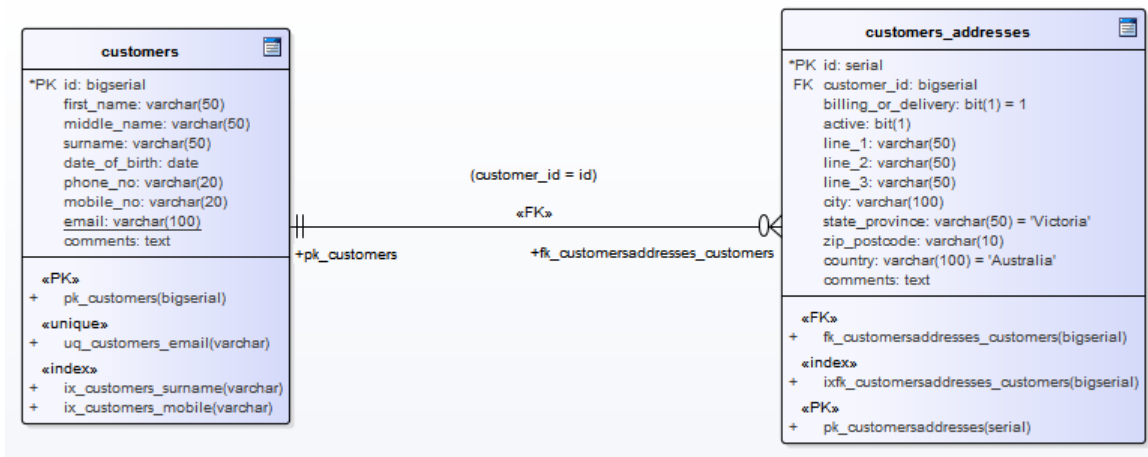 customers
*PK id: bigserial
first_name: varchar(50)
middle_name: varchar(50)
surname: varchar(50)
date_of_birth: date
phone_no: varchar(20)
mobile_no: varchar(20)
email: varchar(100)
comments: text
«PK»
+ pk_customers(bigserial)
«unique»
+ uq_customers_email(varchar)
«index»
+ ix_customers_surname(varchar)
+ ix_customers_mobile(varchar)
(customer_id = id)
«FK»
+pk_customers
+fk_customersaddresses_customers
customers_addresses
*PK id: serial
FK customer_id: bigserial
billing_or_delivery: bit(1) = 1
active: bit(1)
line_1: varchar(50)
line_2: varchar(50)
line_3: varchar(50)
city: varchar(100)
state_province: varchar(50) = 'Victoria'
zip_postcode: varchar(10)
country: varchar(100) = 'Australia'
comments: text
«FK»
+ fk_customersaddresses_customers(bigserial)
«index»
+ ixfk_customersaddresses_customers(bigserial)
«PK»
+ pk_customersaddresses(serial)